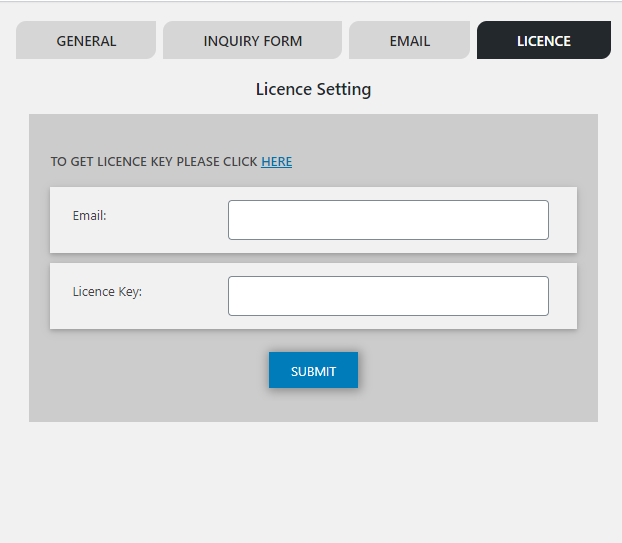 GENERAL INQUIRY FORM EMAIL LICENCE
Licence Setting
TO GET LICENCE KEY PLEASE CLICK HERE
Email:
Licence Key:
SUBMIT